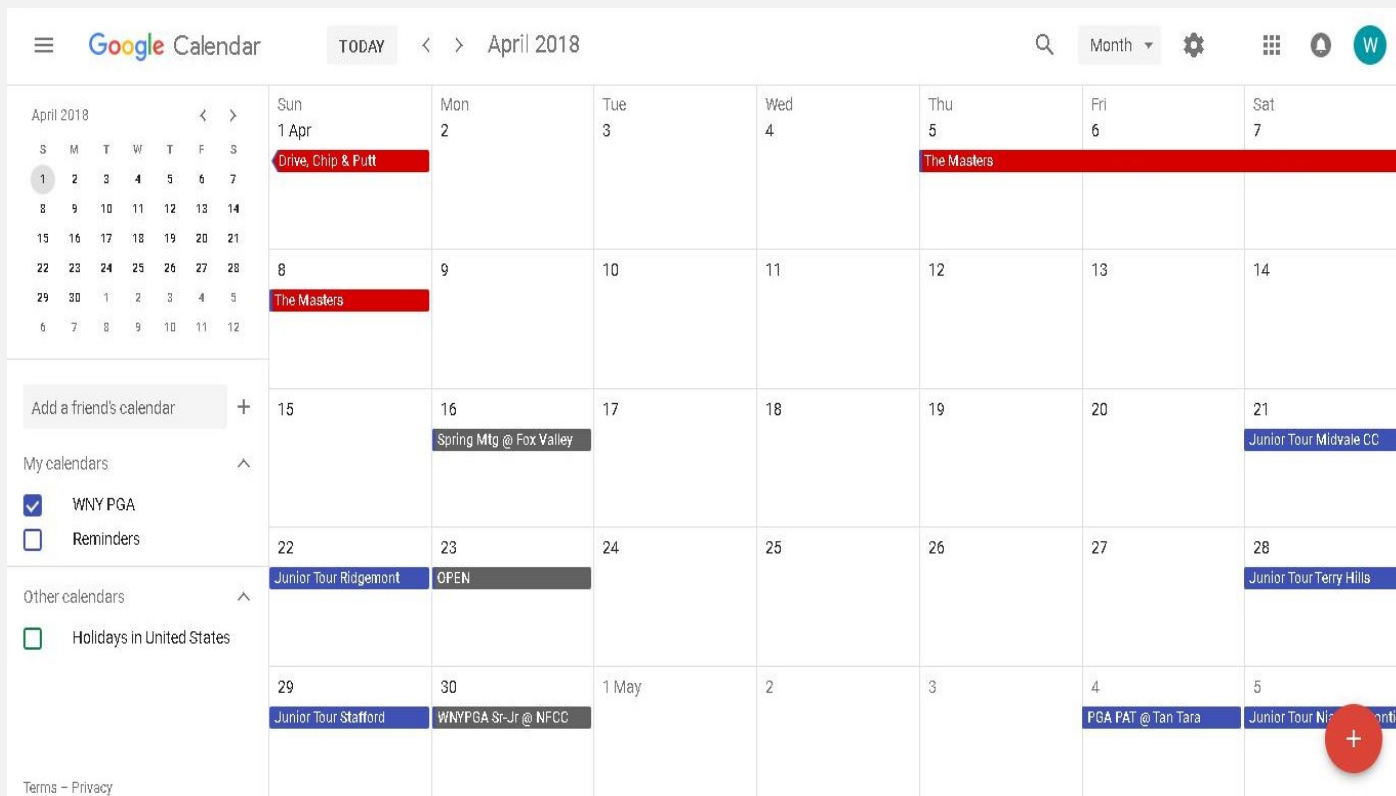 Google Calendar
TODAY
April 2018
Month
W
April 2018
S M T W T F S
1 2 3 4 5 6 7
8 9 10 11 12 13 14
15 16 17 18 19 20 21
22 23 24 25 26 27 28
29 30 1 2 3 4 5
6 7 8 9 10 11 12
Add a friend's calendar
My calendars
WNY PGA
Reminders
Other calendars
Holidays in United States
Terms – Privacy
Sun Mon Tue Wed Thu Fri Sat
1 Apr 2 3 4 5 6 7
Drive, Chip & Putt The Masters
8 9 10 11 12 13 14
The Masters
15 16 17 18 19 20 21
Spring Mtg @ Fox Valley Junior Tour Midvale CC
22 23 24 25 26 27 28
Junior Tour Ridgemont OPEN Junior Tour Terry Hills
29 30 1 May 2 3 4 5
Junior Tour Stafford WNYPGA Sr-Jr @ NFCC PGA PAT @ Tan Tara Junior Tour